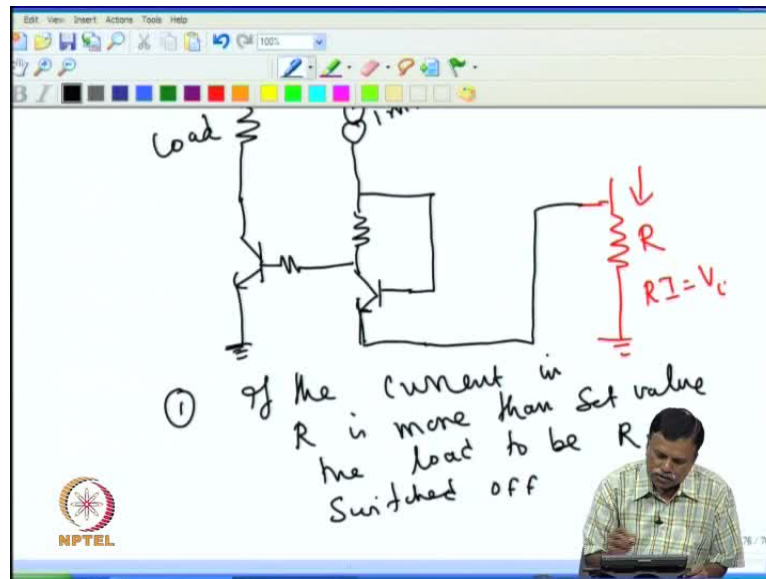 Edit View Insert Actions Tools Help
100%
Load
R
RI = V
① If the current in
R is more than set value
the load to be R
switched off
NPTEL